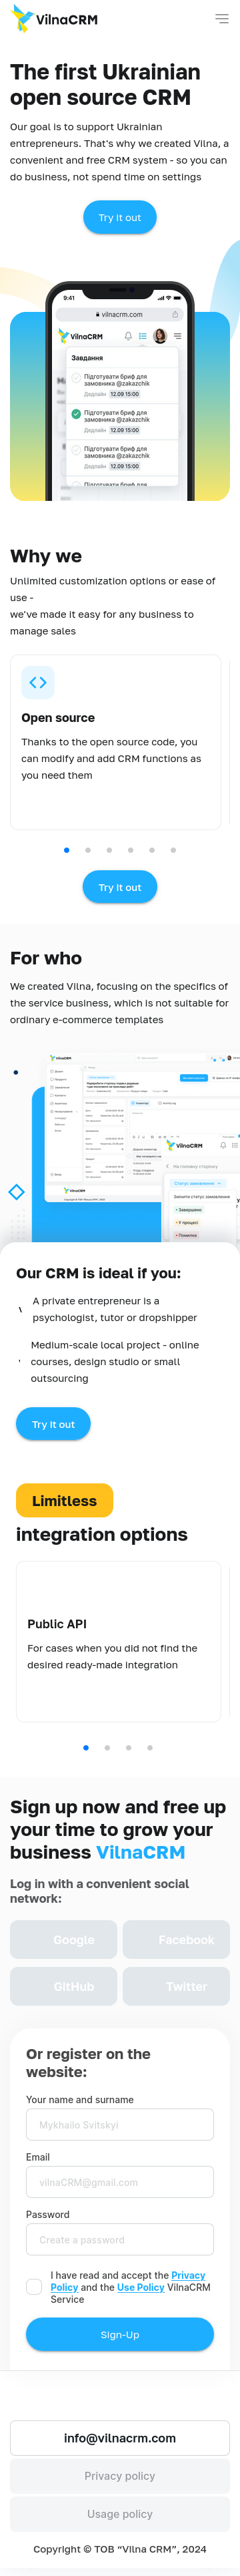 VilnaCRM
The first Ukrainian
open source CRM
Our goal is to support Ukrainian
entrepreneurs. That's why we created Vilna, a
convenient and free CRM system - so you can
do business, not spend time on settings
Try it out
9:41
vilnacrm.com
VilnaCRM
Завдання
Підготувати бриф для
замовника @zakazchik
Дедлайн 12.09 15:00
Підготувати бриф для
замовника @zakazchik
Дедлайн 12.09 15:00
Підготувати бриф для
замовника @zakazchik
Дедлайн 12.09 15:00
Підготувати бриф для
Why we
Unlimited customization options or ease of
use -
we've made it easy for any business to
manage sales
Open source
Thanks to the open source code, you
can modify and add CRM functions as
you need them
Try it out
For who
We created Vilna, focusing on the specifics of
the service business, which is not suitable for
ordinary e-commerce templates
VilnaCRM
VilnaCRM
На головну сторінку
Статус: замовлення
Змінити статус замовлення
Завершено
У процесі
Помилка
VilnaCRM
Our CRM is ideal if you:
A private entrepreneur is a
psychologist, tutor or dropshipper
Medium-scale local project - online
courses, design studio or small
outsourcing
Try it out
Limitless
integration options
Public API
For cases when you did not find the
desired ready-made integration
Sign up now and free up
your time to grow your
business VilnaCRM
Log in with a convenient social
network:
Google
Facebook
GitHub
Twitter
Or register on the
website:
Your name and surname
Mykhailo Svitskyi
Email
vilnaCRM@gmail.com
Password
Create a password
I have read and accept the Privacy
Policy and the Use Policy VilnaCRM
Service
Sign-Up
info@vilnacrm.com
Privacy policy
Usage policy
Copyright © ТОВ “Vilna CRM”, 2024